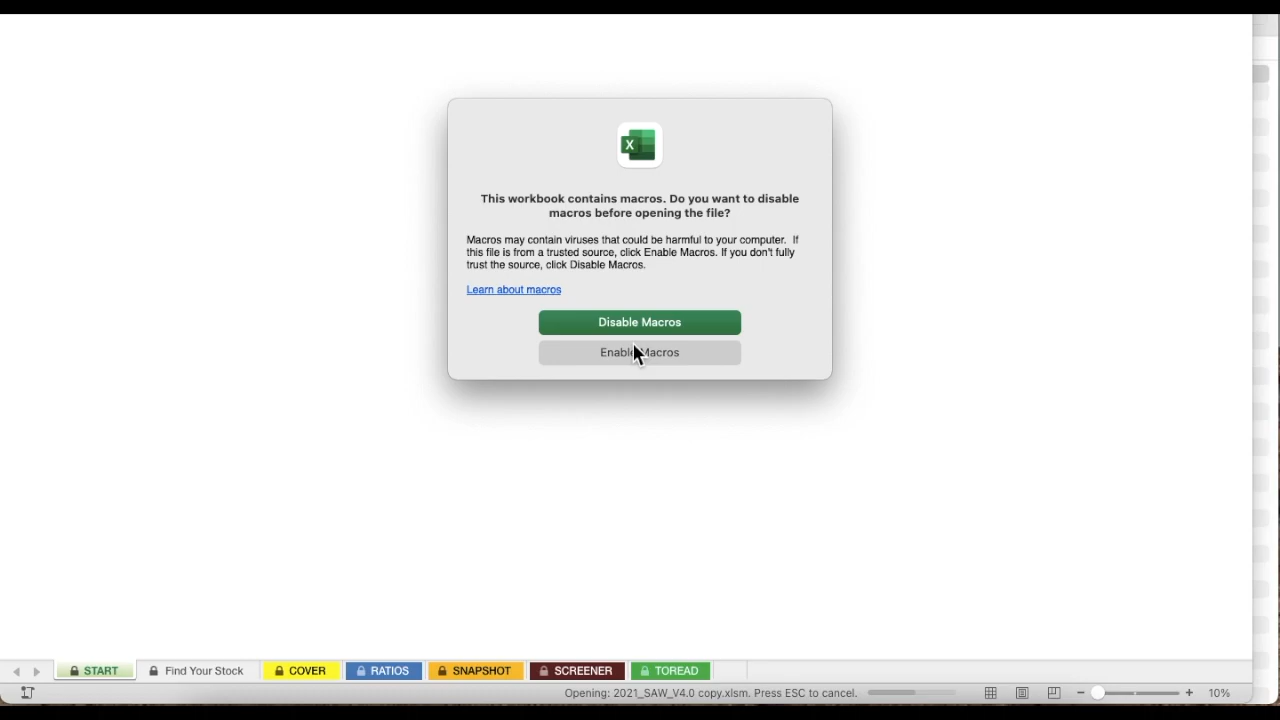 X
This workbook contains macros. Do you want to disable
macros before opening the file?
Macros may contain viruses that could be harmful to your computer. If
this file is from a trusted source, click Enable Macros. If you don't fully
trust the source, click Disable Macros.
Learn about macros
Disable Macros
Enable Macros
START Find Your Stock COVER RATIOS SNAPSHOT SCREENER TOREAD
Opening: 2021_SAW_V4.0 copy.xlsm. Press ESC to cancel. 10%